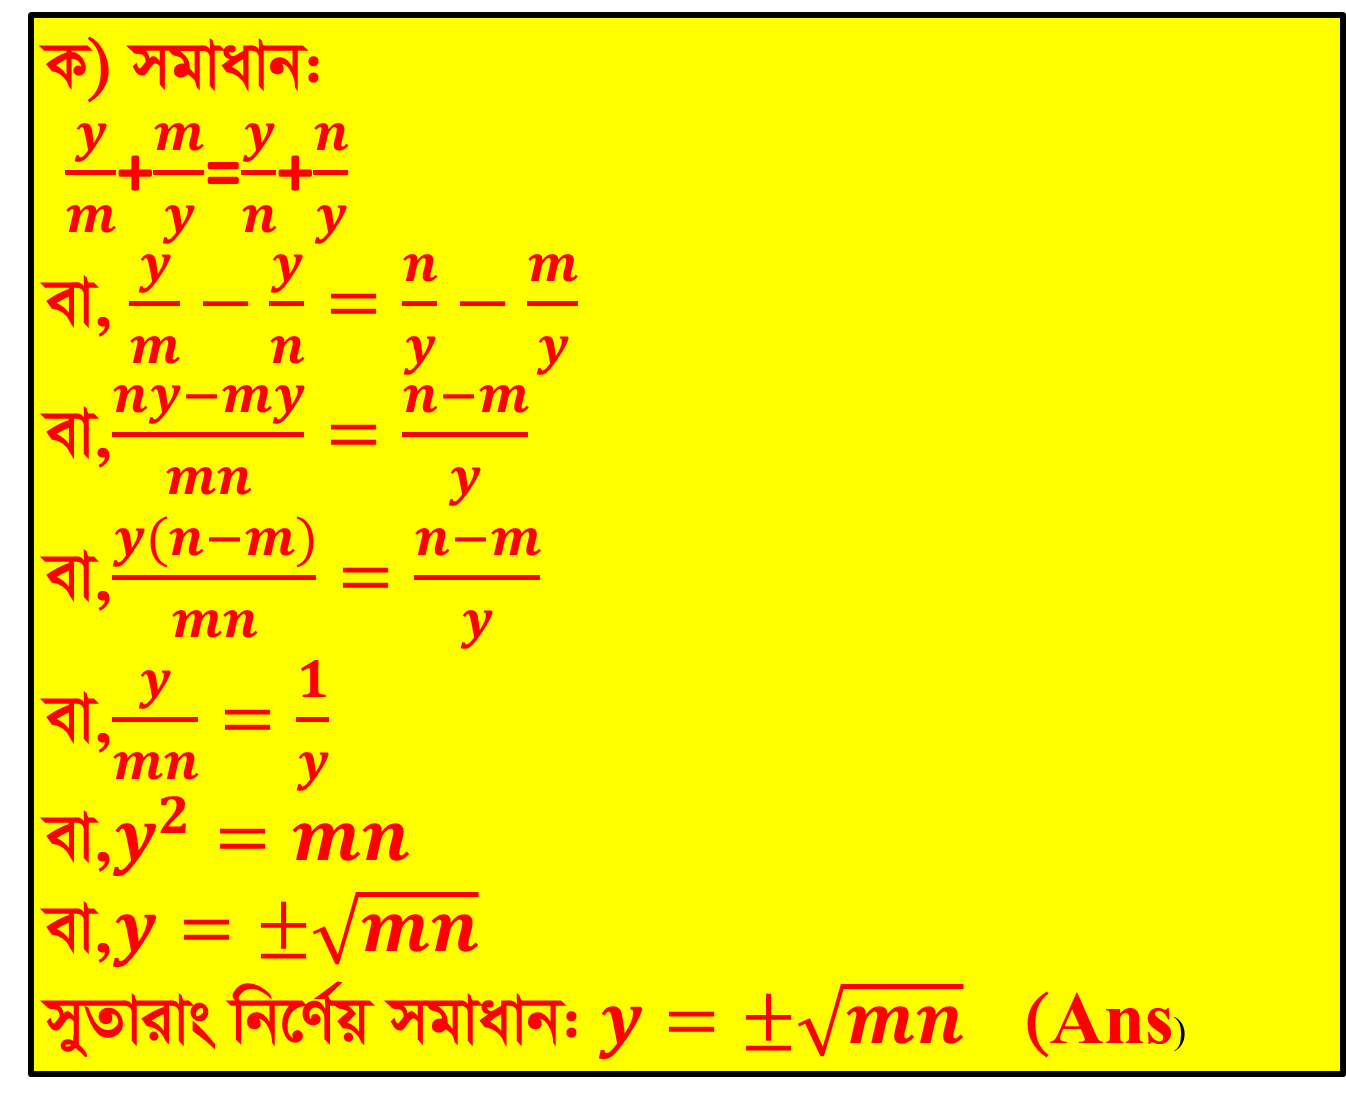 ক) সমাধানঃ
y/m+m/y=y/n+n/y
বা, y/m − y/n = n/y − m/y
বা,(ny−my)/mn = (n−m)/y
বা,y(n−m)/mn = (n−m)/y
বা,y/mn = 1/y
বা,y² = mn
বা,y = ±√mn
সুতারাং নির্ণেয় সমাধানঃ y = ±√mn (Ans)